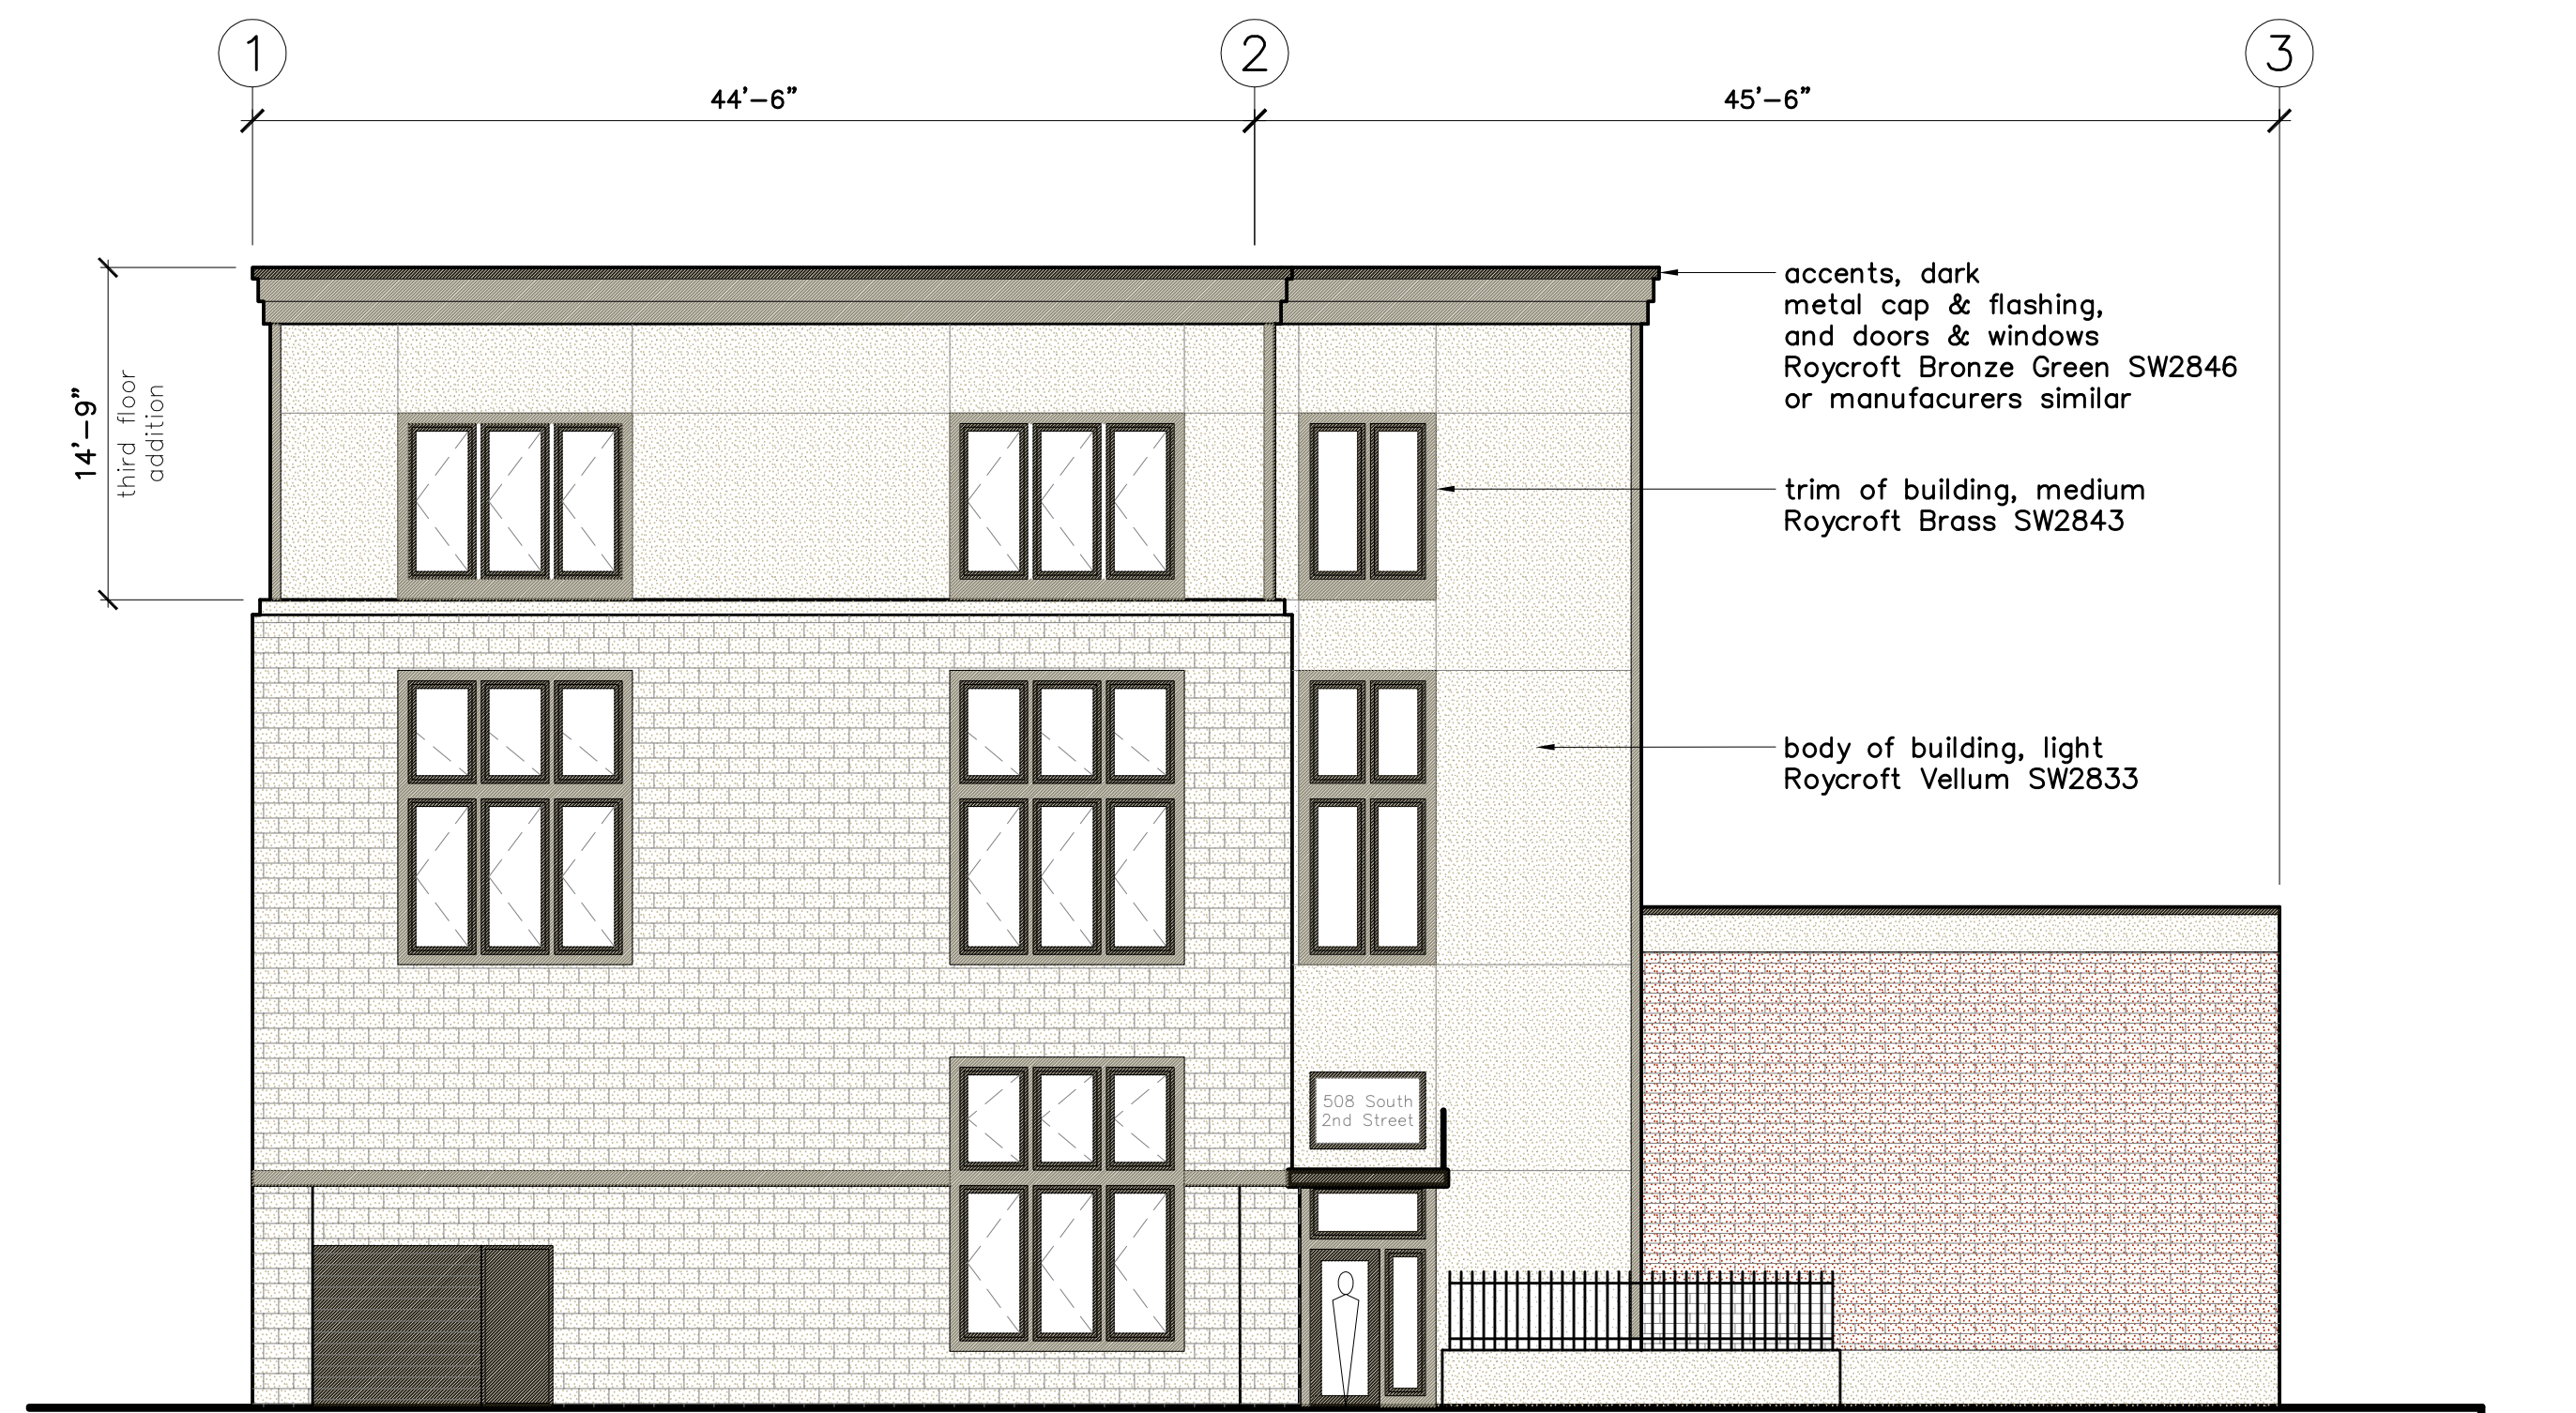 1
2
3
44'-6"
45'-6"
accents, dark
metal cap & flashing,
and doors & windows
Roycroft Bronze Green SW2846
or manufacurers similar
14'-9"
third floor
addition
trim of building, medium
Roycroft Brass SW2843
body of building, light
Roycroft Vellum SW2833
508 South
2nd Street